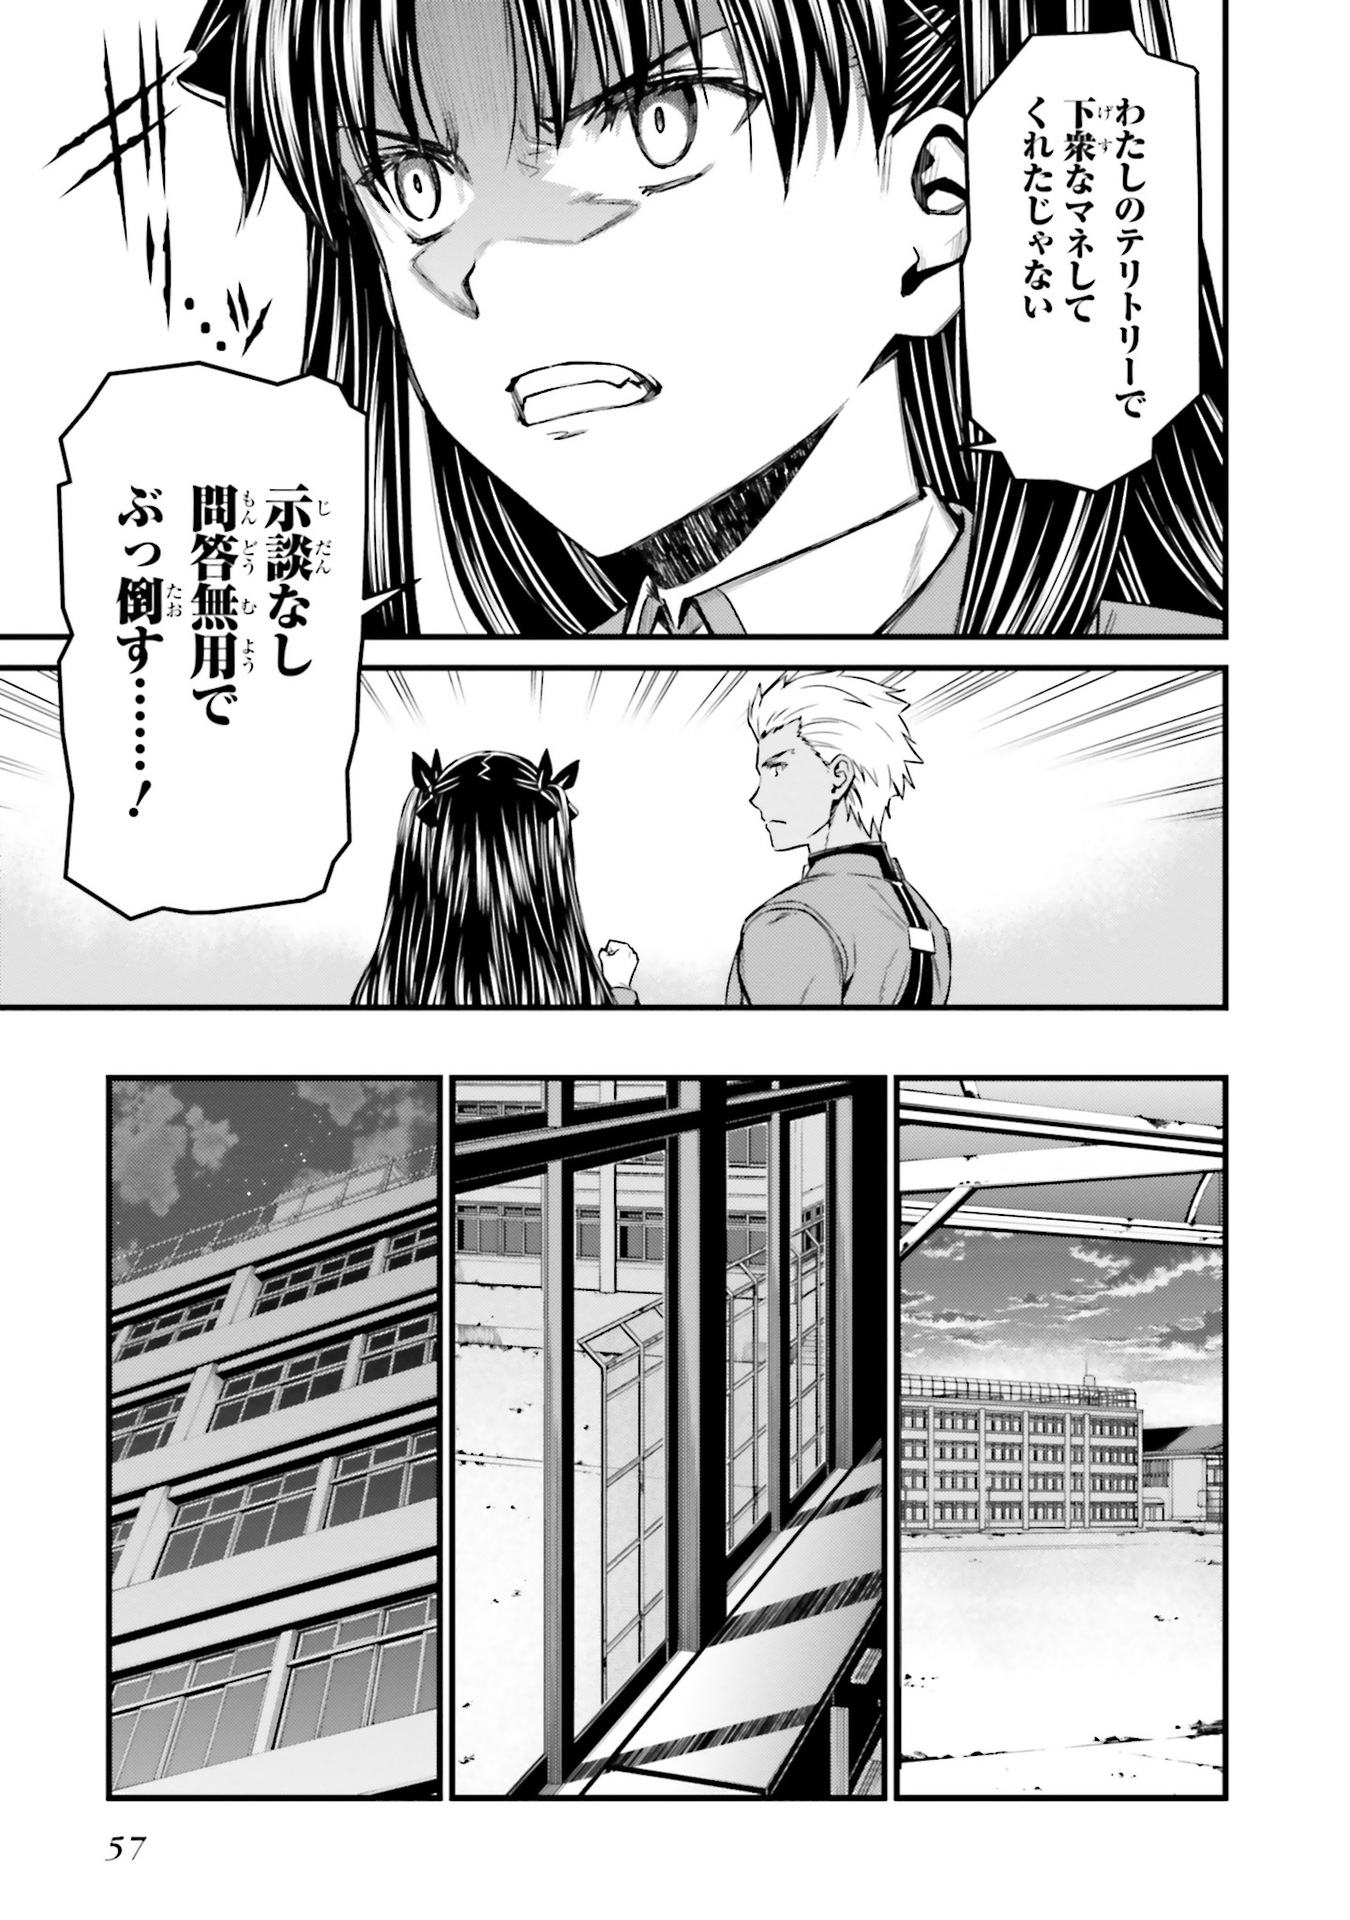 わたしのテリトリーで
下衆なマネして
くれたじゃない
示談なし
問答無用で
ぶっ倒す………!
57